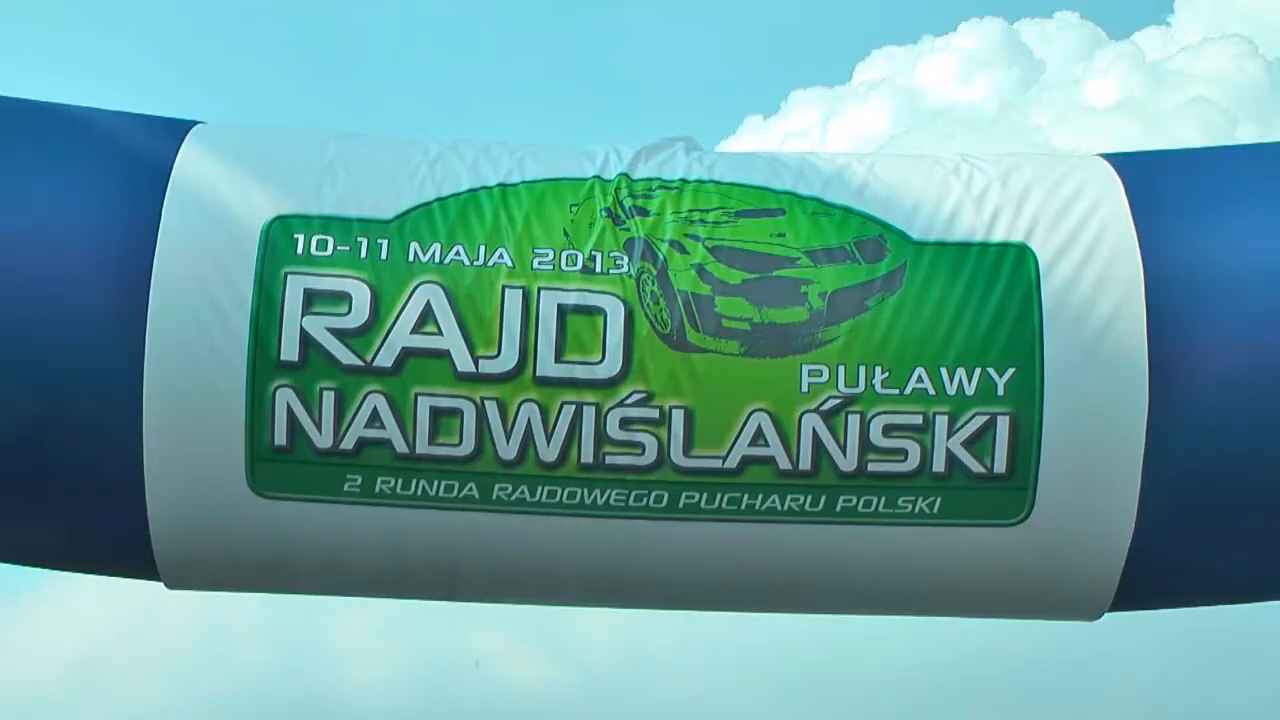 10-11 MAJA 2013
RAJD
PUŁAWY
NADWIŚLAŃSKI
2 RUNDA RAJDOWEGO PUCHARU POLSKI